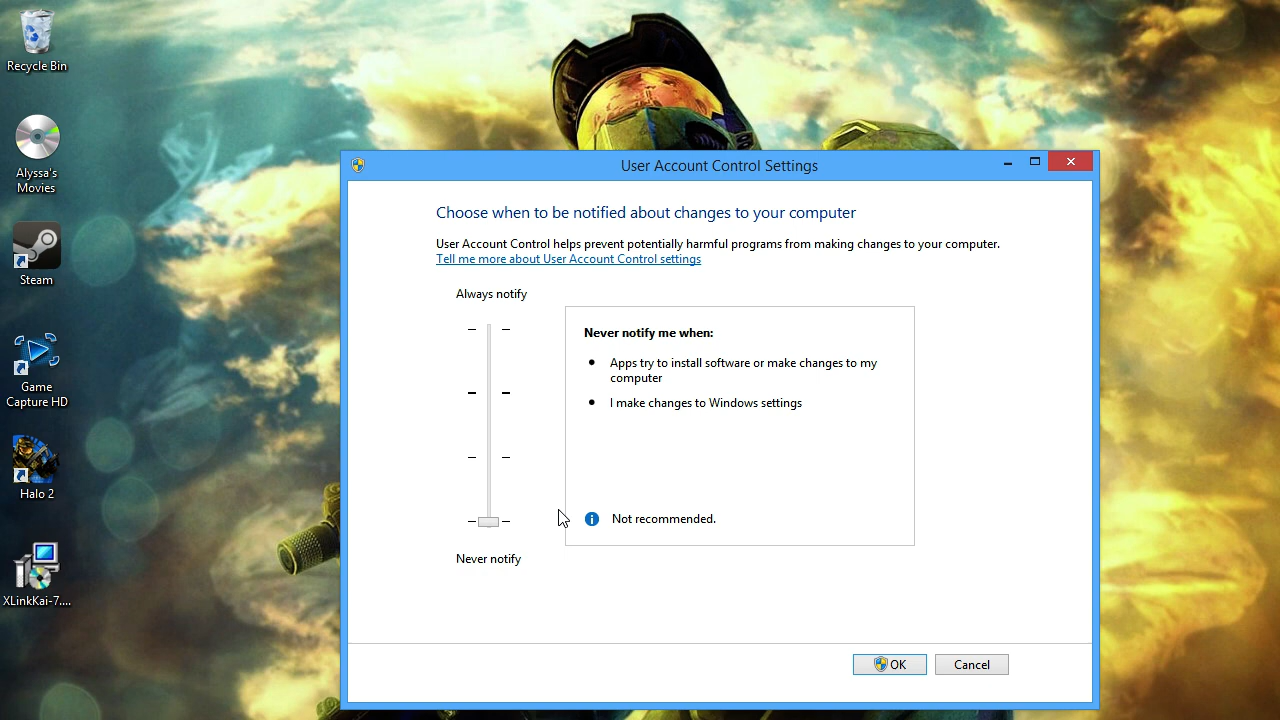 Recycle Bin
Alyssa's
Movies
Steam
Game
Capture HD
Halo 2
XLinkKai-7....
User Account Control Settings
Choose when to be notified about changes to your computer
User Account Control helps prevent potentially harmful programs from making changes to your computer.
Tell me more about User Account Control settings
Always notify
Never notify me when:
Apps try to install software or make changes to my
computer
I make changes to Windows settings
Not recommended.
Never notify
OK
Cancel